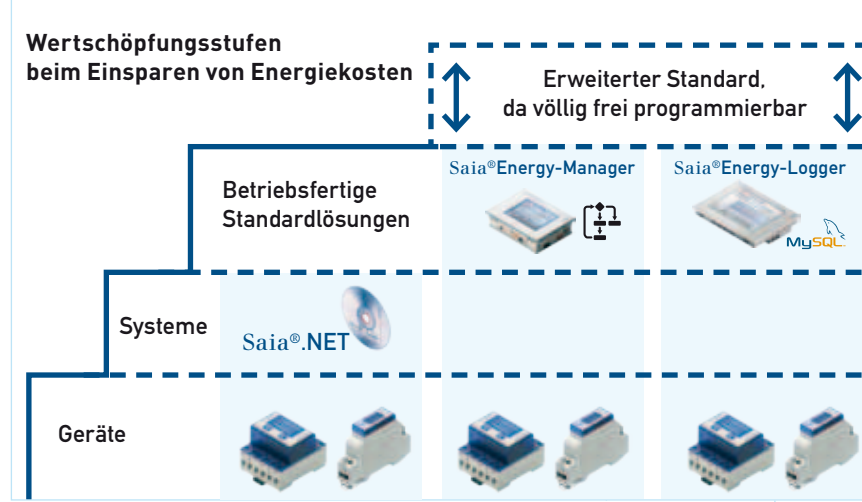 Wertschöpfungsstufen
beim Einsparen von Energiekosten
Erweiterter Standard,
da völlig frei programmierbar
Betriebsfertige
Standardlösungen
Saia®Energy-Manager
Saia®Energy-Logger
MySQL
Systeme
Saia®.NET
Geräte